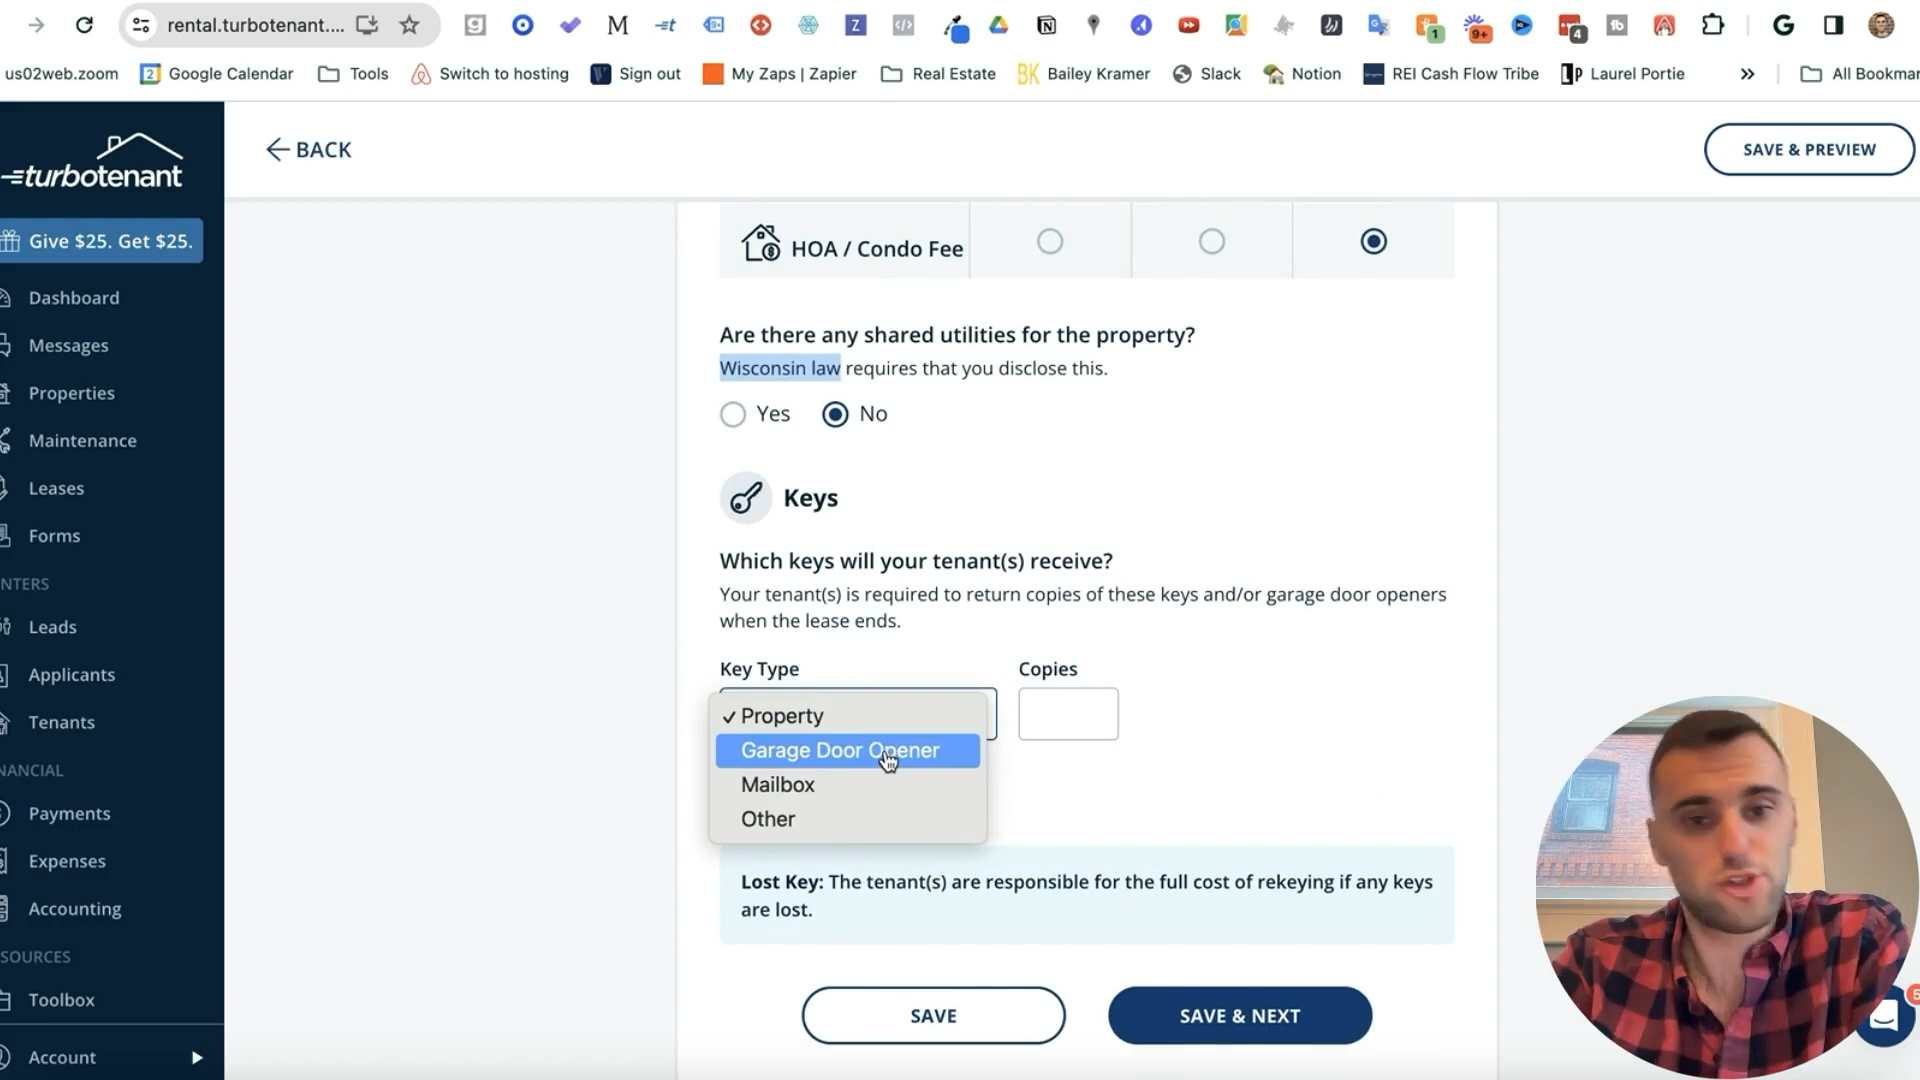 rental.turbotenant....
1
9+
4
us02web.zoom
2 Google Calendar
Tools
Switch to hosting
Sign out
My Zaps | Zapier
Real Estate
BK Bailey Kramer
Slack
Notion
REI Cash Flow Tribe
Laurel Portie
»
All Bookmar
turbotenant
← BACK
SAVE & PREVIEW
Give $25. Get $25.
Dashboard
Messages
Properties
Maintenance
Leases
Forms
NTERS
Leads
Applicants
Tenants
NANCIAL
Payments
Expenses
Accounting
SOURCES
Toolbox
Account
HOA / Condo Fee
Are there any shared utilities for the property?
Wisconsin law requires that you disclose this.
Yes No
Keys
Which keys will your tenant(s) receive?
Your tenant(s) is required to return copies of these keys and/or garage door openers
when the lease ends.
Key Type Copies
✓ Property
Garage Door Opener
Mailbox
Other
Lost Key: The tenant(s) are responsible for the full cost of rekeying if any keys
are lost.
SAVE SAVE & NEXT
5